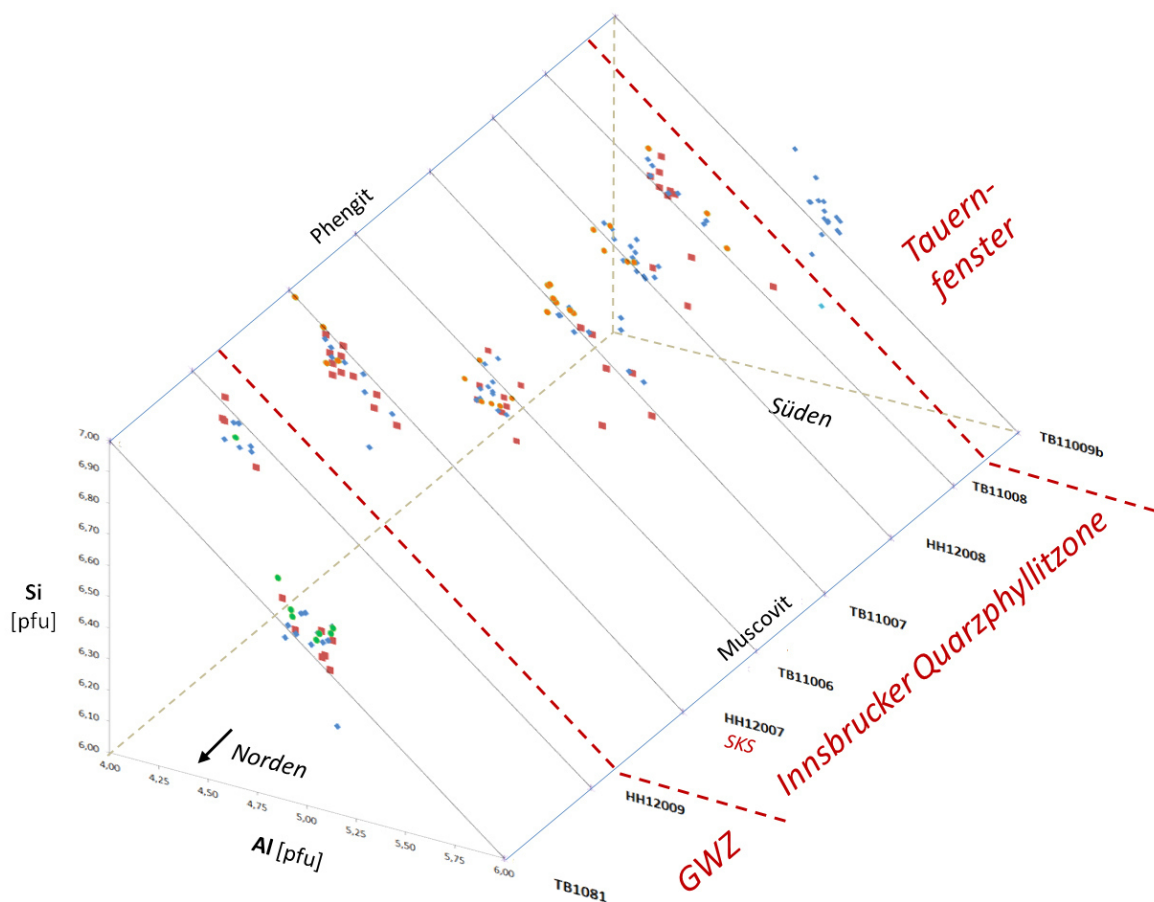 Phengit
Tauern-
fenster
7,00
6,90
6,80
6,70
6,60
6,50
6,40
6,30
6,20
6,10
6,00
Si
[pfu]
4,00
4,25
4,50
4,75
5,00
5,25
5,50
5,75
6,00
Al [pfu]
Norden
Süden
Muscovit
TB11009b
TB11008
HH12008
TB11007
TB11006
HH12007
SKS
HH12009
TB1081
Innsbrucker Quarzphyllitzone
GWZ